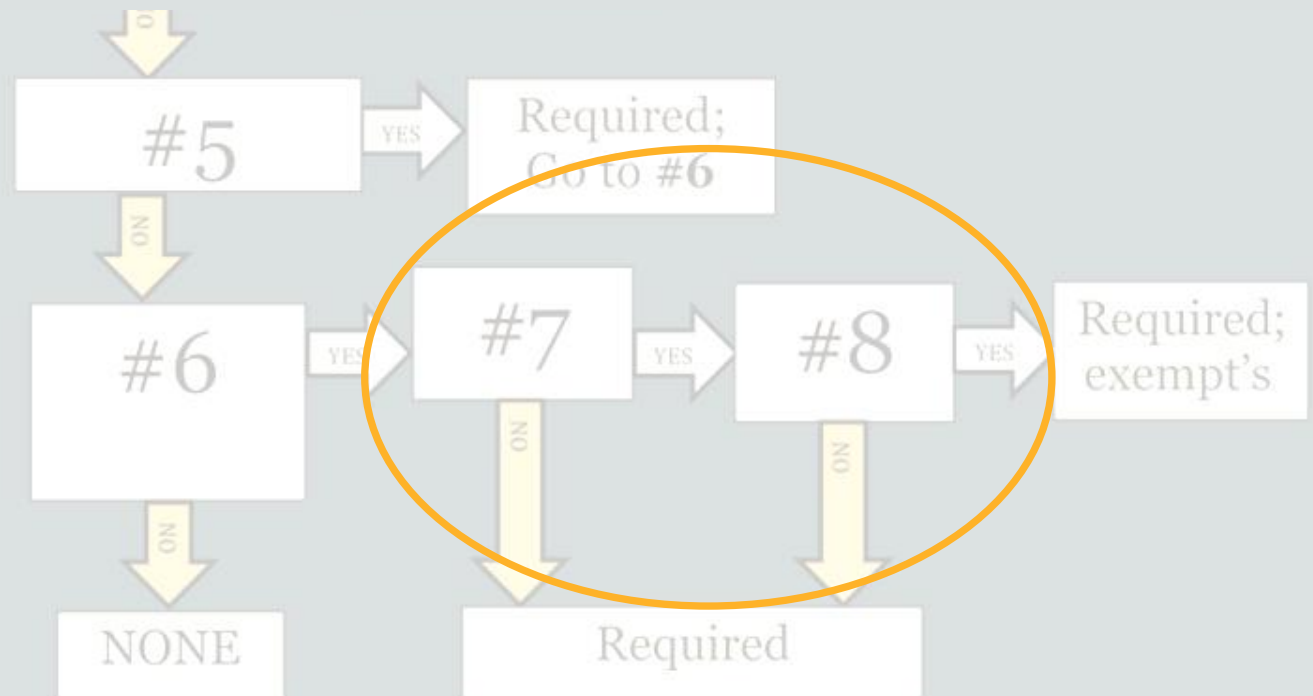 NO
#5
YES
Required;
Go to #6
NO
#6
YES
#7
YES
#8
YES
Required;
exempt's
NO
NO
NO
NONE
Required